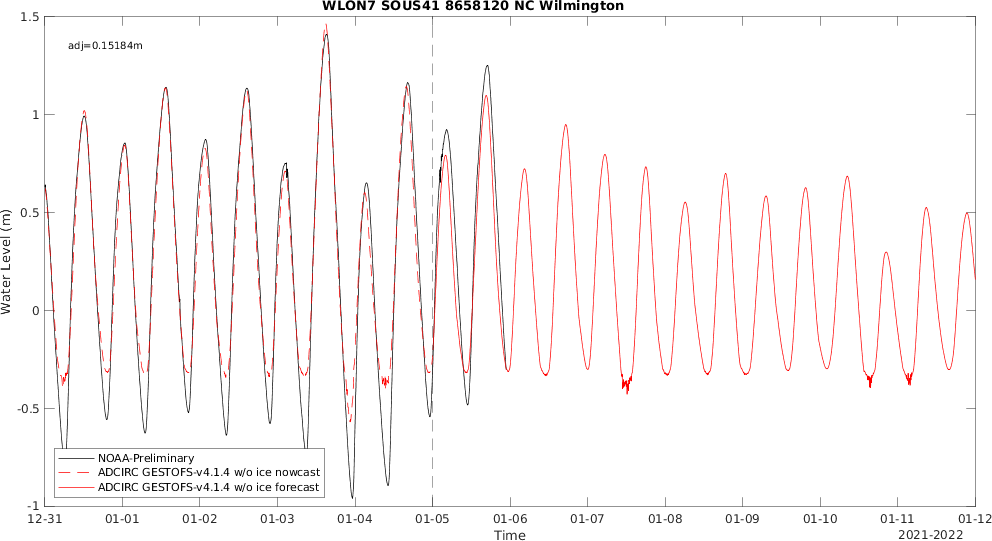 WLON7 SOUS41 8658120 NC Wilmington
adj=0.15184m
1.5
1
0.5
0
-0.5
-1
Water Level (m)
NOAA-Preliminary
ADCIRC GESTOFS-v4.1.4 w/o ice nowcast
ADCIRC GESTOFS-v4.1.4 w/o ice forecast
12-31 01-01 01-02 01-03 01-04 01-05 01-06 01-07 01-08 01-09 01-10 01-11 01-12
Time
2021-2022